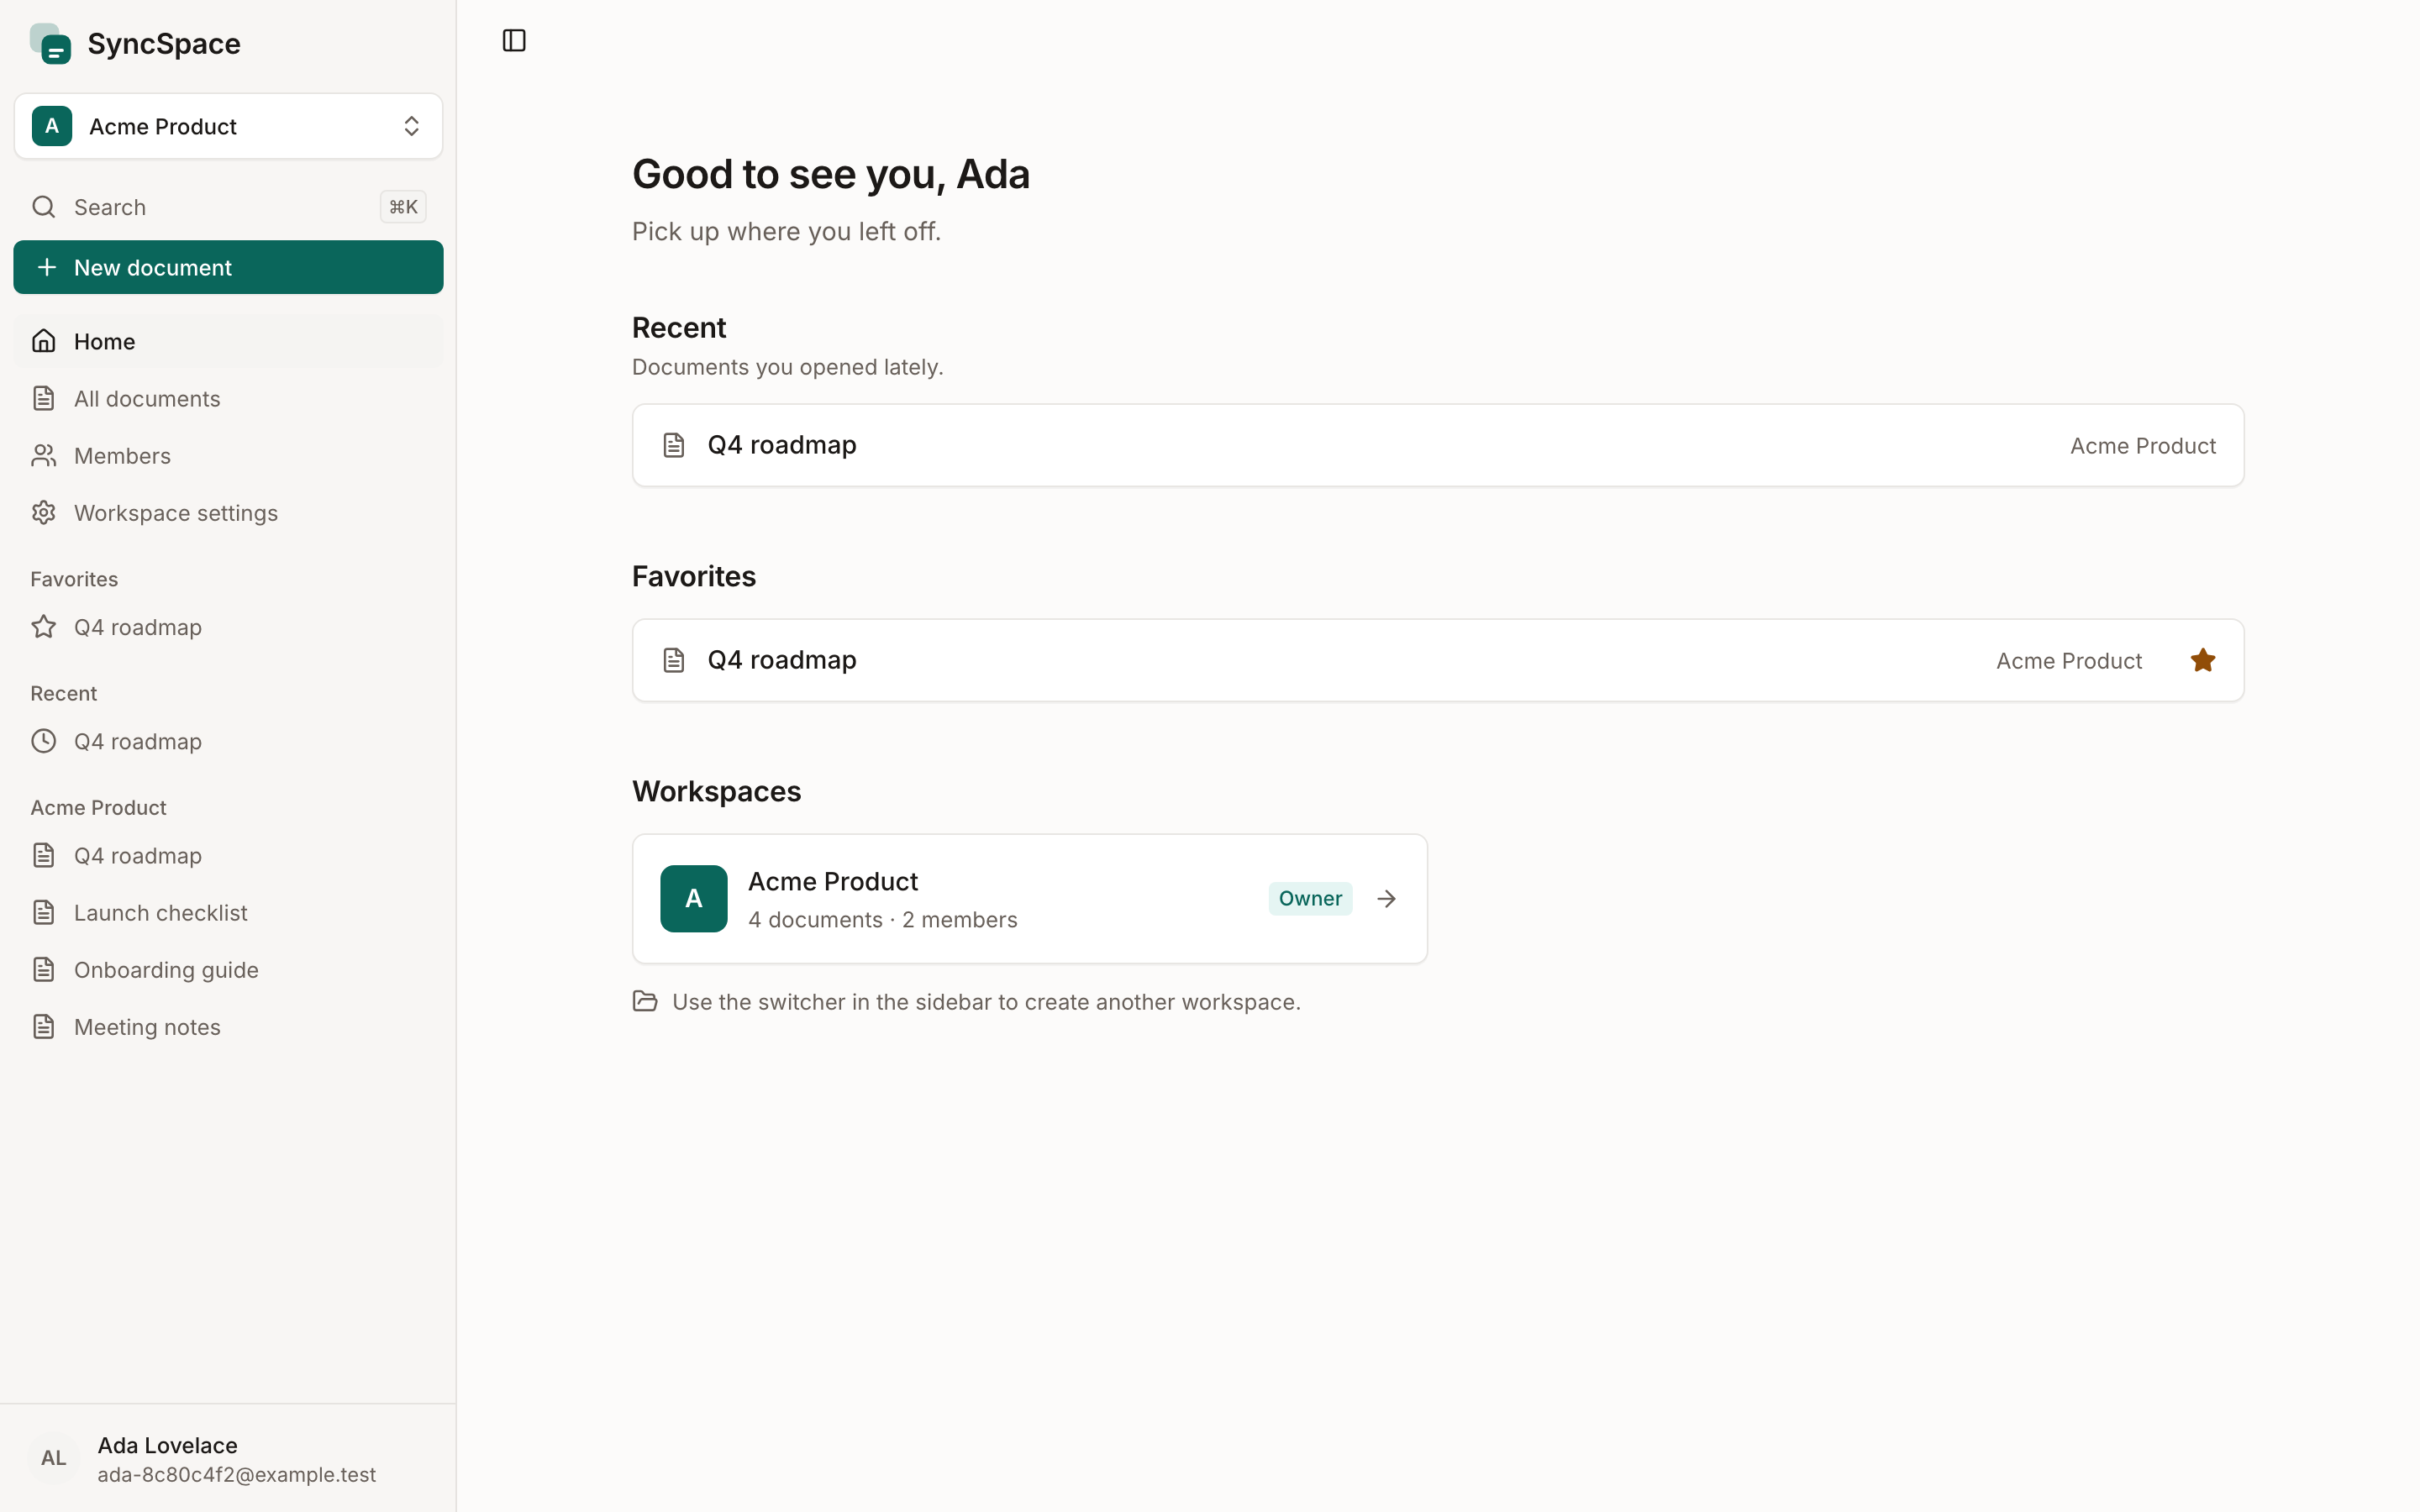 SyncSpace
A
Acme Product
Search
⌘K
New document
Home
All documents
Members
Workspace settings
Favorites
Q4 roadmap
Recent
Q4 roadmap
Acme Product
Q4 roadmap
Launch checklist
Onboarding guide
Meeting notes
AL
Ada Lovelace
ada-8c80c4f2@example.test
Good to see you, Ada
Pick up where you left off.
Recent
Documents you opened lately.
Q4 roadmap
Acme Product
Favorites
Q4 roadmap
Acme Product
Workspaces
A
Acme Product
4 documents · 2 members
Owner
Use the switcher in the sidebar to create another workspace.